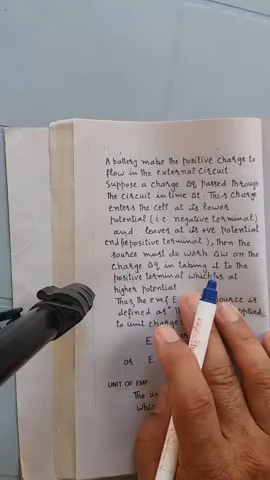 A battery make the positive charge to
flow in the external circuit.
Suppose a charge Δq passed through
the circuit in time Δt. This charge
enters the cell at its lower
potential (i.e. negative terminal)
and leaves at its +ve potential
end (positive terminal), then the
source must do work ΔW on
the charge Δq in taking it to the
positive terminal which is at
higher potential
Thus the emf E source is
defined as
to unit charge
E
or E
UNIT OF EMF
The